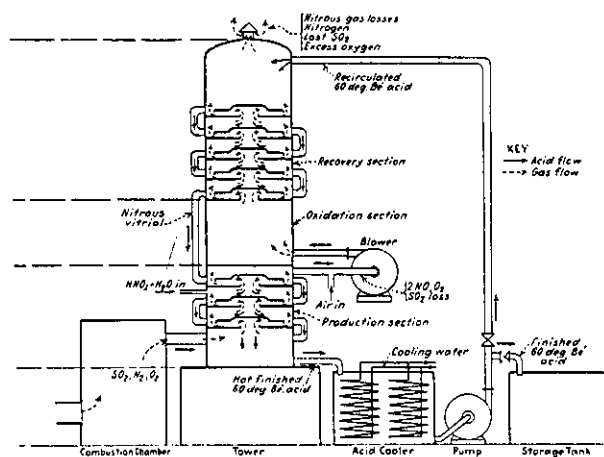 Nitrous gas losses
Nitrogen
Lost SO2
Excess oxygen
Recirculated
60 deg. Bé acid
KEY
Acid flow
Gas flow
Recovery section
Nitrous
vitrial
Oxidation section
Blower
HNO3+H2O in
Air in
2NO,O2
SO2 loss
Production section
Finished
60 deg. Bé
acid
Cooling water
SO2,N2,O2
Hot finished
60 deg. Bé acid
Combustion Chamber
Tower
Acid Cooler
Pump
Storage Tank